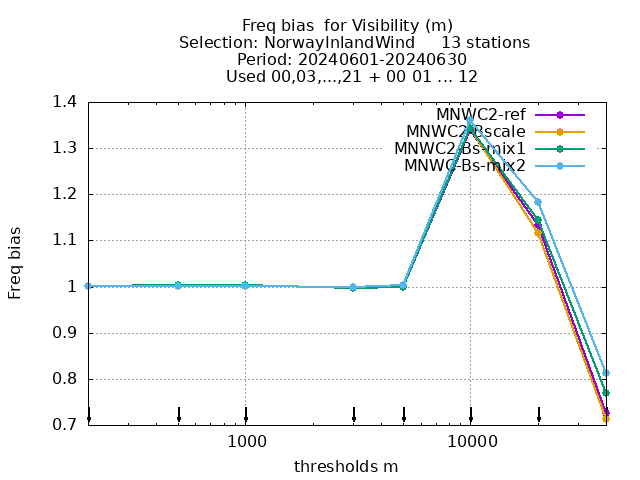 Freq bias  for Visibility (m)
Selection: NorwayInlandWind     13 stations
Period: 20240601-20240630
Used 00,03,...,21 + 00 01 ... 12
1.4
1.3
1.2
1.1
1
0.9
0.8
0.7
Freq bias
MNWC2-ref
MNWC2-Bscale
MNWC2-Bs-mix1
MNWC-Bs-mix2
1000
10000
thresholds m